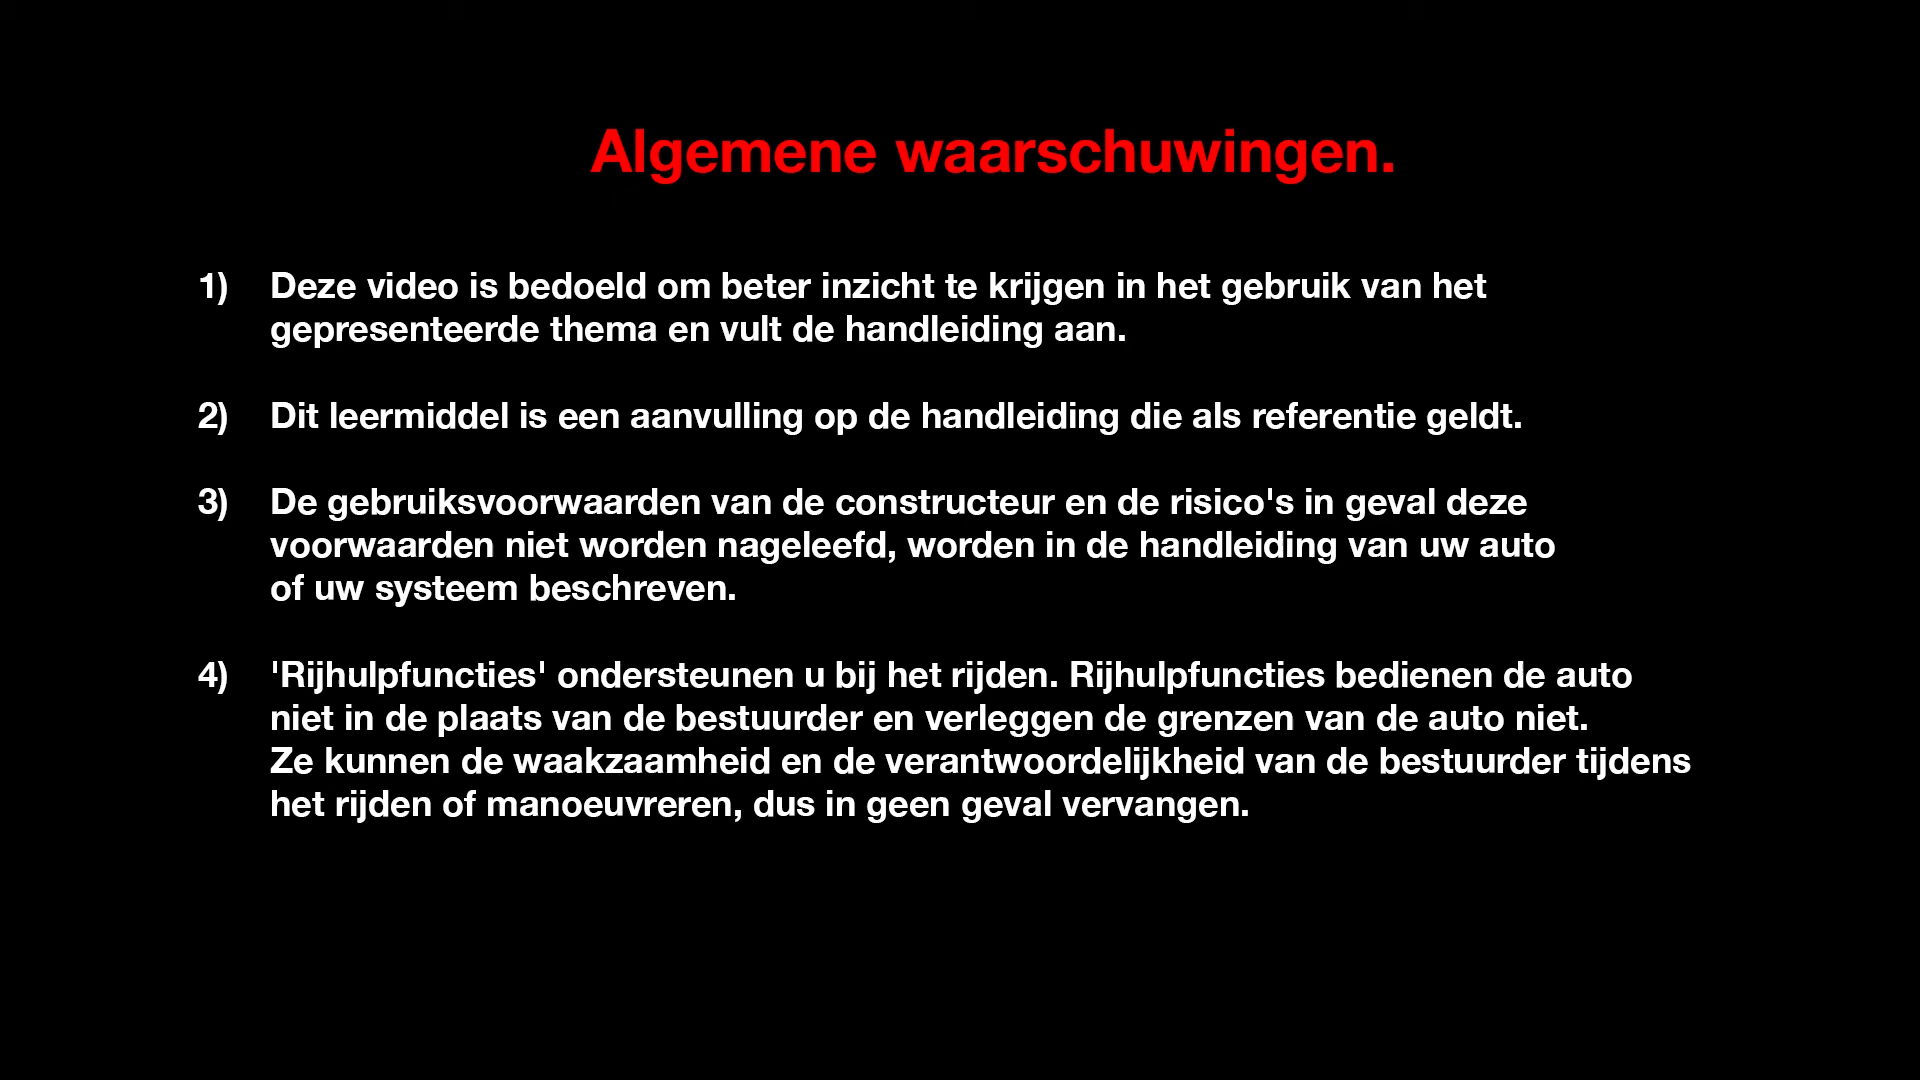 Algemene waarschuwingen.
1) Deze video is bedoeld om beter inzicht te krijgen in het gebruik van het
gepresenteerde thema en vult de handleiding aan.
2) Dit leermiddel is een aanvulling op de handleiding die als referentie geldt.
3) De gebruiksvoorwaarden van de constructeur en de risico's in geval deze
voorwaarden niet worden nageleefd, worden in de handleiding van uw auto
of uw systeem beschreven.
4) 'Rijhulpfuncties' ondersteunen u bij het rijden. Rijhulpfuncties bedienen de auto
niet in de plaats van de bestuurder en verleggen de grenzen van de auto niet.
Ze kunnen de waakzaamheid en de verantwoordelijkheid van de bestuurder tijdens
het rijden of manoeuvreren, dus in geen geval vervangen.